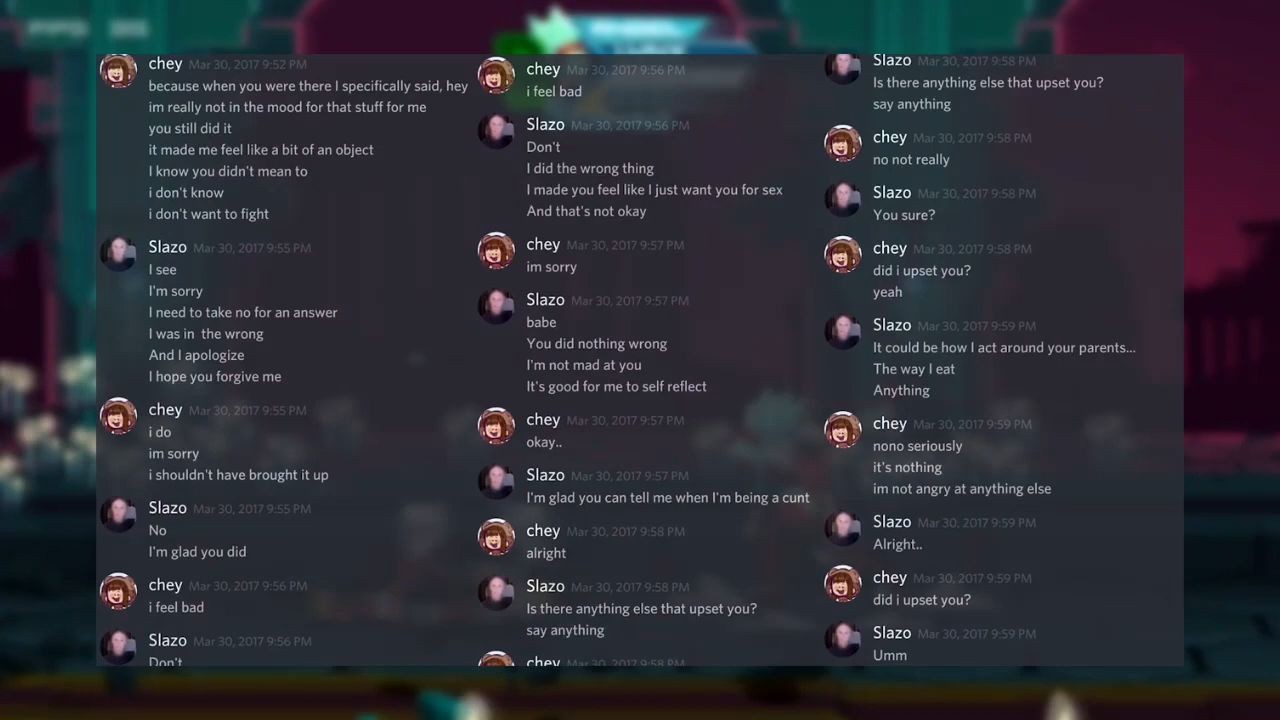 chey Mar 30, 2017 9:52 PM
because when you were there I specifically said, hey
im really not in the mood for that stuff for me
you still did it
it made me feel like a bit of an object
I know you didn't mean to
i don't know
i don't want to fight
Slazo Mar 30, 2017 9:55 PM
I see
I'm sorry
I need to take no for an answer
I was in the wrong
And I apologize
I hope you forgive me
chey Mar 30, 2017 9:55 PM
i do
im sorry
i shouldn't have brought it up
Slazo Mar 30, 2017 9:55 PM
No
I'm glad you did
chey Mar 30, 2017 9:56 PM
i feel bad
Slazo Mar 30, 2017 9:56 PM
Don't
chey Mar 30, 2017 9:56 PM
i feel bad
Slazo Mar 30, 2017 9:56 PM
Don't
I did the wrong thing
I made you feel like I just want you for sex
And that's not okay
chey Mar 30, 2017 9:57 PM
im sorry
Slazo Mar 30, 2017 9:57 PM
babe
You did nothing wrong
I'm not mad at you
It's good for me to self reflect
chey Mar 30, 2017 9:57 PM
okay..
Slazo Mar 30, 2017 9:57 PM
I'm glad you can tell me when I'm being a cunt
chey Mar 30, 2017 9:58 PM
alright
Slazo Mar 30, 2017 9:58 PM
Is there anything else that upset you?
say anything
chey Mar 30, 2017 9:58 PM
Slazo Mar 30, 2017 9:58 PM
Is there anything else that upset you?
say anything
chey Mar 30, 2017 9:58 PM
no not really
Slazo Mar 30, 2017 9:58 PM
You sure?
chey Mar 30, 2017 9:58 PM
did i upset you?
yeah
Slazo Mar 30, 2017 9:59 PM
It could be how I act around your parents...
The way I eat
Anything
chey Mar 30, 2017 9:59 PM
nono seriously
it's nothing
im not angry at anything else
Slazo Mar 30, 2017 9:59 PM
Alright..
chey Mar 30, 2017 9:59 PM
did i upset you?
Slazo Mar 30, 2017 9:59 PM
Umm